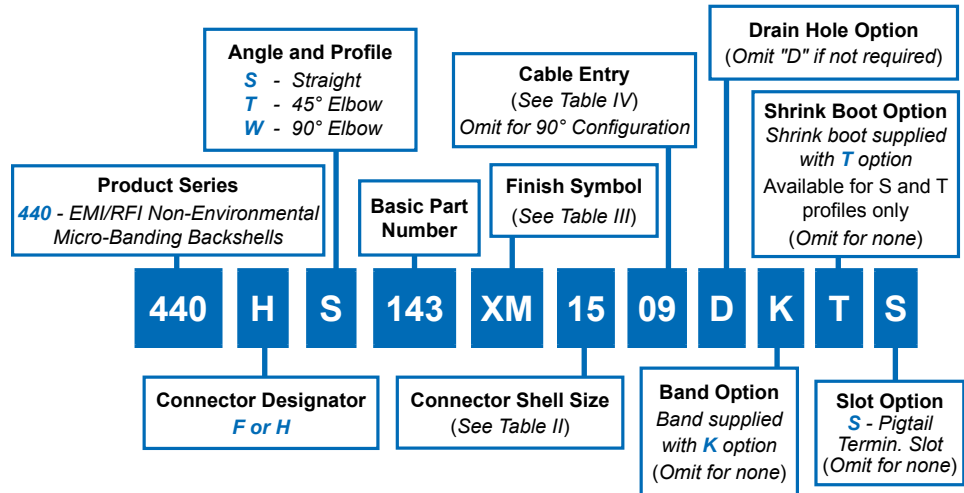 Drain Hole Option
(Omit "D" if not required)
Angle and Profile
S - Straight
T - 45° Elbow
W - 90° Elbow
Cable Entry
(See Table IV)
Omit for 90° Configuration
Shrink Boot Option
Shrink boot supplied
with T option
Available for S and T
profiles only
(Omit for none)
Product Series
440 - EMI/RFI Non-Environmental
Micro-Banding Backshells
Basic Part
Number
Finish Symbol
(See Table III)
440 H S 143 XM 15 09 D K T S
Connector Designator
F or H
Connector Shell Size
(See Table II)
Band Option
Band supplied
with K option
(Omit for none)
Slot Option
S - Pigtail
Termin. Slot
(Omit for none)